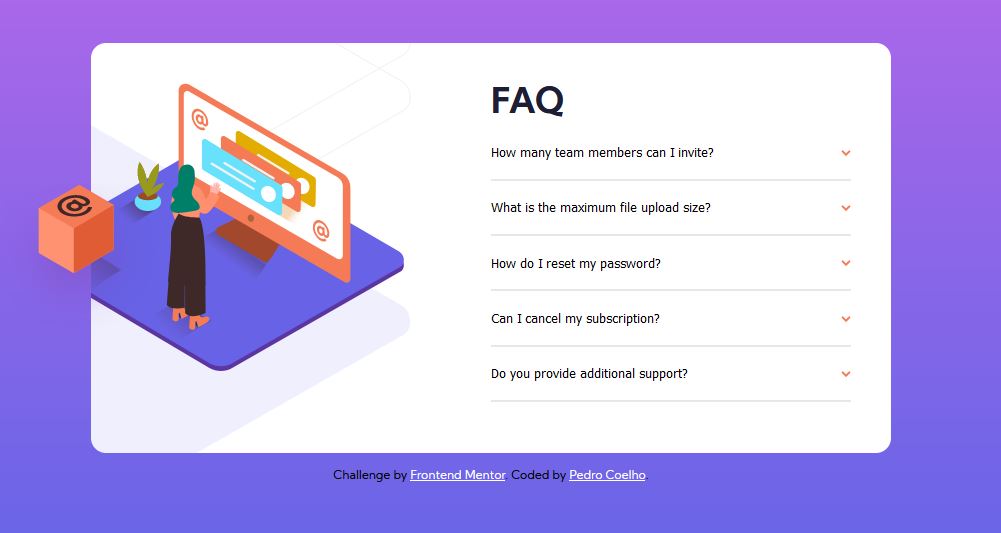 FAQ
How many team members can I invite?
What is the maximum file upload size?
How do I reset my password?
Can I cancel my subscription?
Do you provide additional support?
Challenge by Frontend Mentor. Coded by Pedro Coelho.
@
@
@